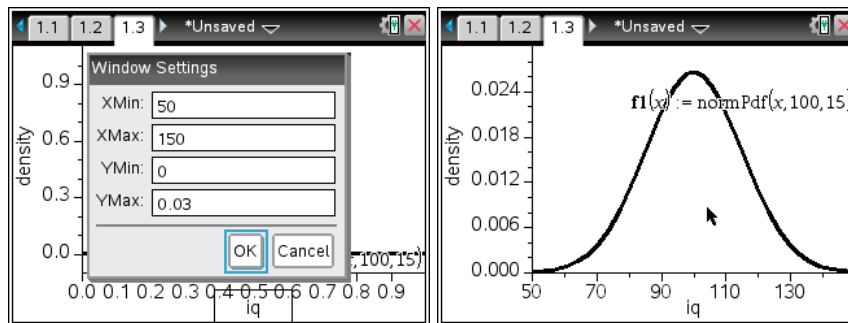 1.1 1.2 1.3 *Unsaved
Window Settings
XMin: 50
XMax: 150
YMin: 0
YMax: 0.03
OK Cancel
0.9
0.6
0.3
0.0
density
,100,15)
0.0 0.1 0.2 0.3 0.4 0.5 0.6 0.7 0.8 0.9
iq
1.1 1.2 1.3 *Unsaved
0.024
0.018
0.012
0.006
0.000
density
f1(x):=normPdf(x,100,15)
50 70 90 110 130
iq